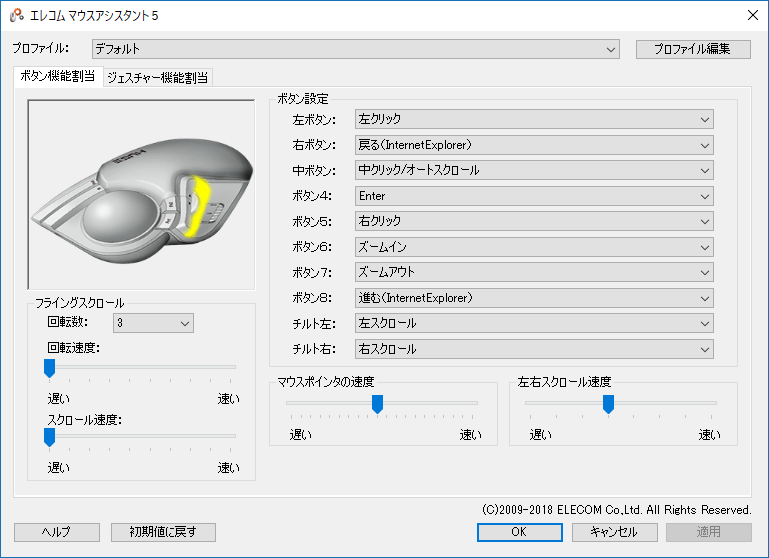 エレコム マウスアシスタント 5
プロファイル: デフォルト プロファイル編集
ボタン機能割当 ジェスチャー機能割当
ボタン設定
左ボタン: 左クリック
右ボタン: 戻る(InternetExplorer)
中ボタン: 中クリック/オートスクロール
ボタン4: Enter
ボタン5: 右クリック
ボタン6: ズームイン
ボタン7: ズームアウト
ボタン8: 進む(InternetExplorer)
チルト左: 左スクロール
チルト右: 右スクロール
フライングスクロール
回転数: 3
回転速度:
遅い 速い
スクロール速度:
遅い 速い
マウスポインタの速度
遅い 速い
左右スクロール速度
遅い 速い
(C)2009-2018 ELECOM Co,Ltd. All Rights Reserved.
ヘルプ 初期値に戻す OK キャンセル 適用